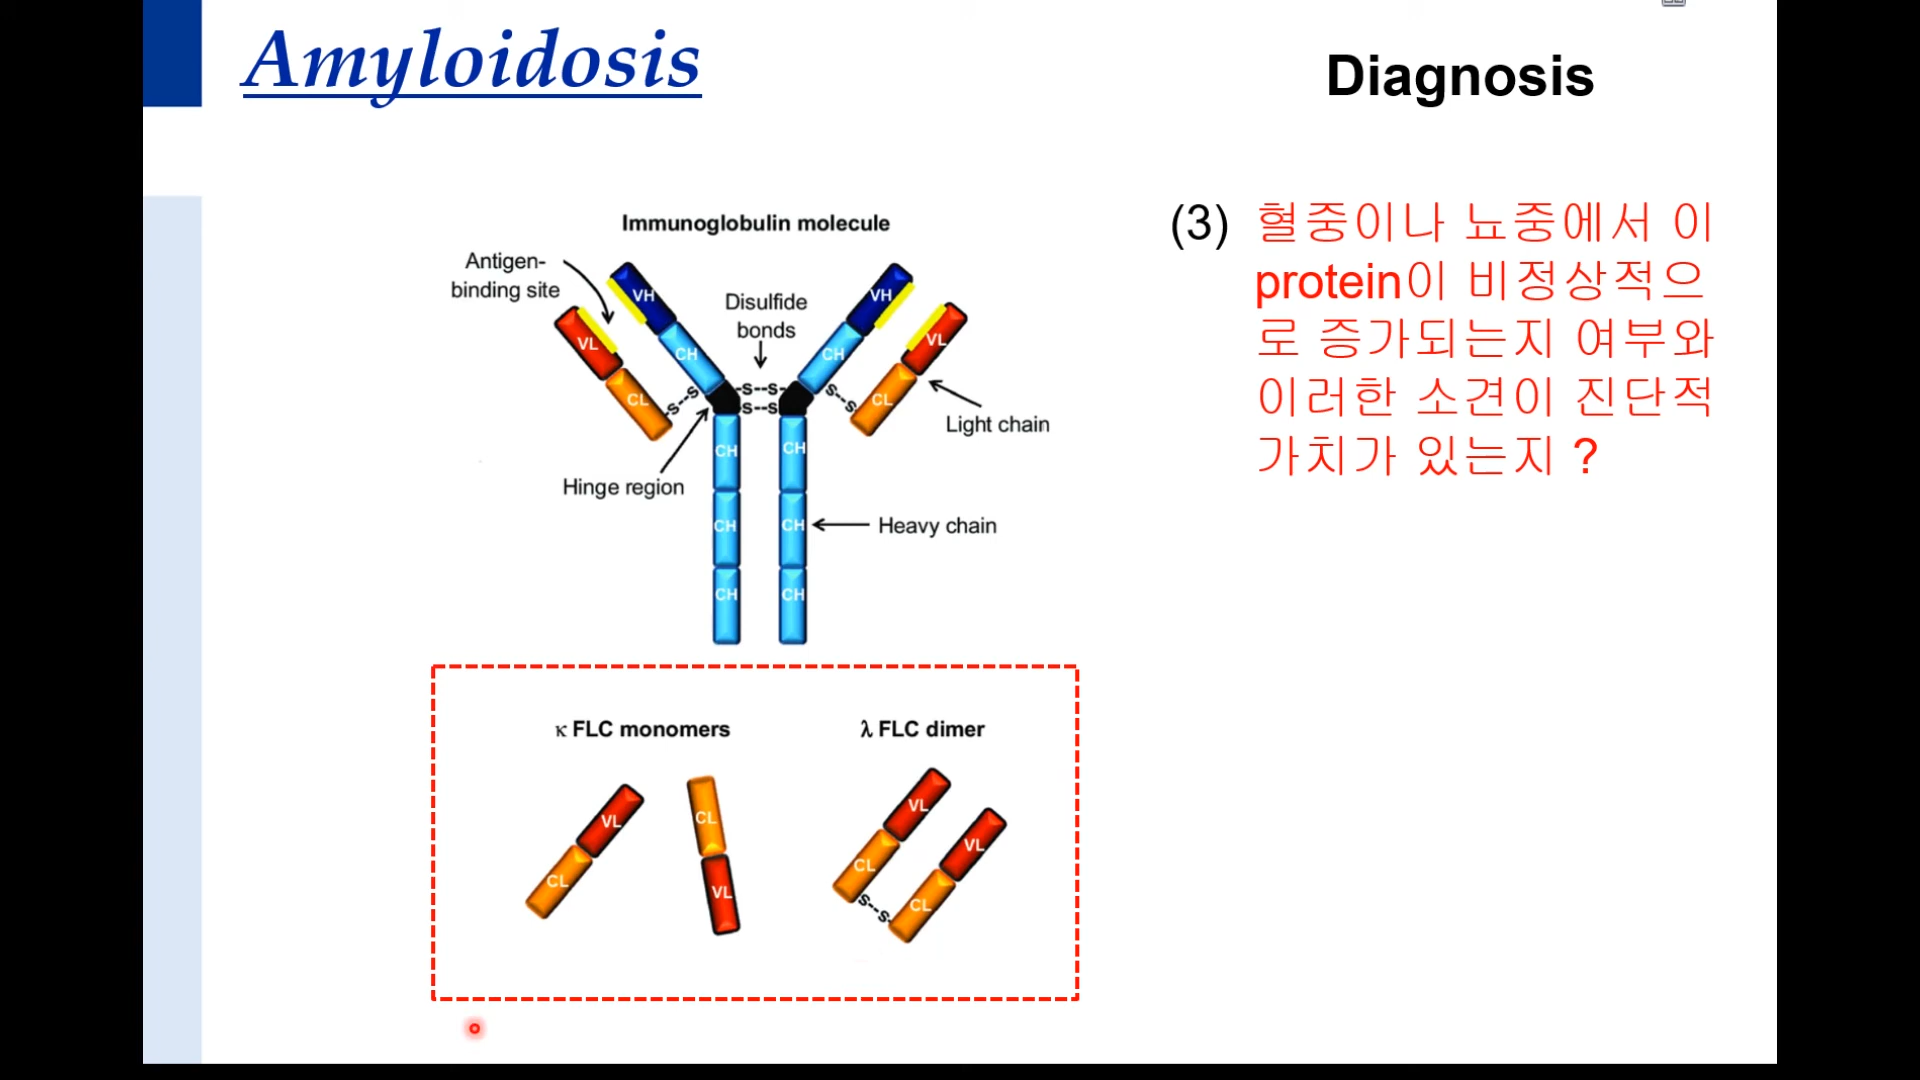 Amyloidosis
Diagnosis
Immunoglobulin molecule
Antigen-
binding site
Disulfide
bonds
VH
VH
VL
VL
CH
CH
CL
CL
S--S
S--S
S--S
S--S
Light chain
Hinge region
CH
CH
CH
CH
Heavy chain
CH
CH
κ FLC monomers
λ FLC dimer
VL
CL
CL
VL
VL
CL
VL
CL
S--S
(3) 혈중이나 뇨중에서 이
protein이 비정상적으
로 증가되는지 여부와
이러한 소견이 진단적
가치가 있는지 ?